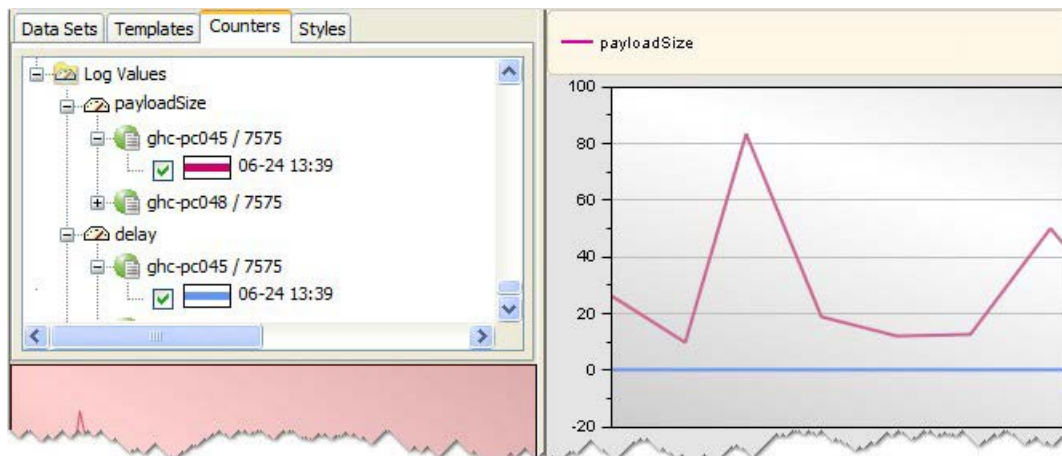 Data Sets Templates Counters Styles
Log Values
payloadSize
ghc-pc045 / 7575
06-24 13:39
ghc-pc048 / 7575
delay
ghc-pc045 / 7575
06-24 13:39
payloadSize
100
80
60
40
20
0
-20